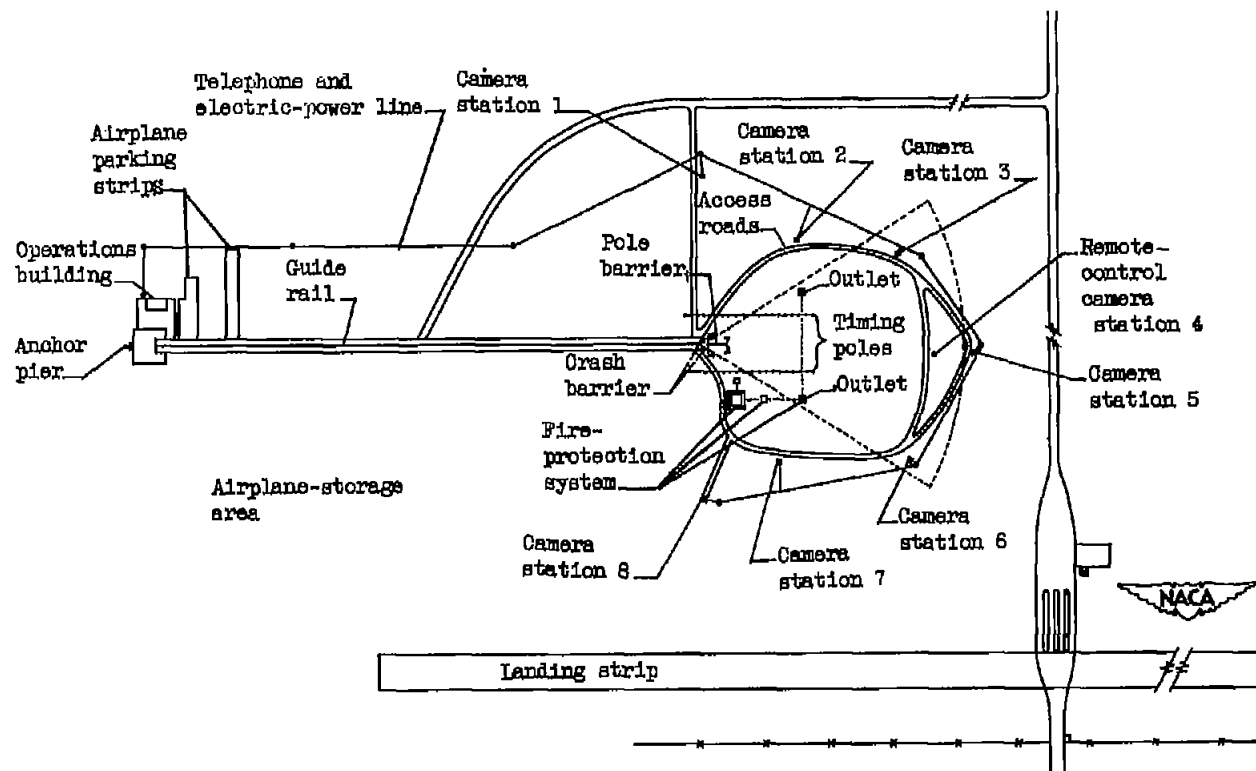 Telephone and
electric-power line
Camera
station 1
Airplane
parking
strips
Camera
station 2
Camera
station 3
Access
roads
Operations
building
Guide
rail
Pole
barrier
Outlet
Remote-
control
camera
station 4
Timing
poles
Anchor
pier
Crash
barrier
Outlet
Camera
station 5
Fire-
protection
system
Airplane-storage
area
Camera
station 6
Camera
station 8
Camera
station 7
NACA
Landing strip